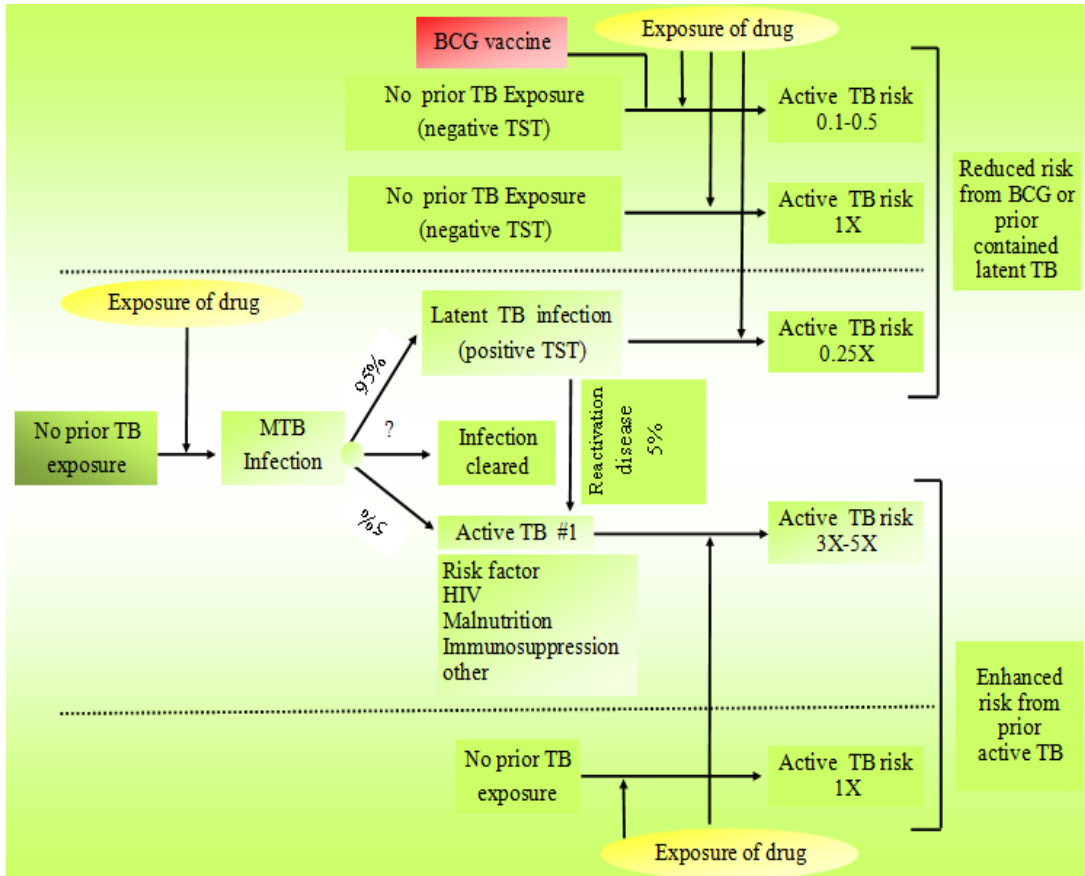 BCG vaccine
Exposure of drug
No prior TB Exposure
(negative TST)
Active TB risk
0.1-0.5
No prior TB Exposure
(negative TST)
Active TB risk
1X
Reduced risk
from BCG or
prior
contained
latent TB
Exposure of drug
Latent TB infection
(positive TST)
Active TB risk
0.25X
95%
No prior TB
exposure
MTB
Infection
?
Infection
cleared
Reactivation
disease
5%
5%
Active TB #1
Active TB risk
3X-5X
Risk factor
HIV
Malnutrition
Immunosuppression
other
Enhanced
risk from
prior
active TB
No prior TB
exposure
Active TB risk
1X
Exposure of drug